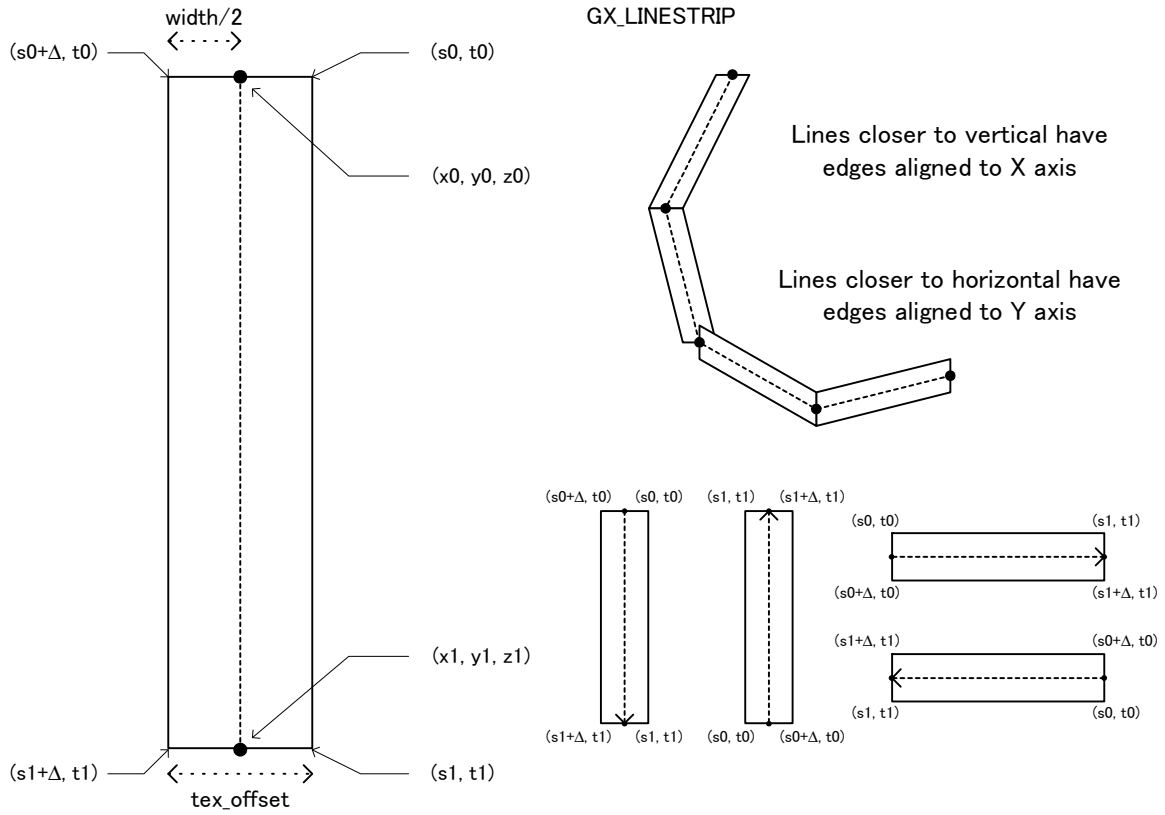 width/2
(s0+Δ, t0)
(s0, t0)
(x0, y0, z0)
(x1, y1, z1)
(s1+Δ, t1)
(s1, t1)
tex_offset
GX_LINESTRIP
Lines closer to vertical have
edges aligned to X axis
Lines closer to horizontal have
edges aligned to Y axis
(s0+Δ, t0) (s0, t0)
(s1+Δ, t1) (s1, t1)
(s1, t1) (s1+Δ, t1)
(s0, t0) (s0+Δ, t0)
(s0, t0) (s1, t1)
(s0+Δ, t0) (s1+Δ, t1)
(s1+Δ, t1) (s0+Δ, t0)
(s1, t1) (s0, t0)